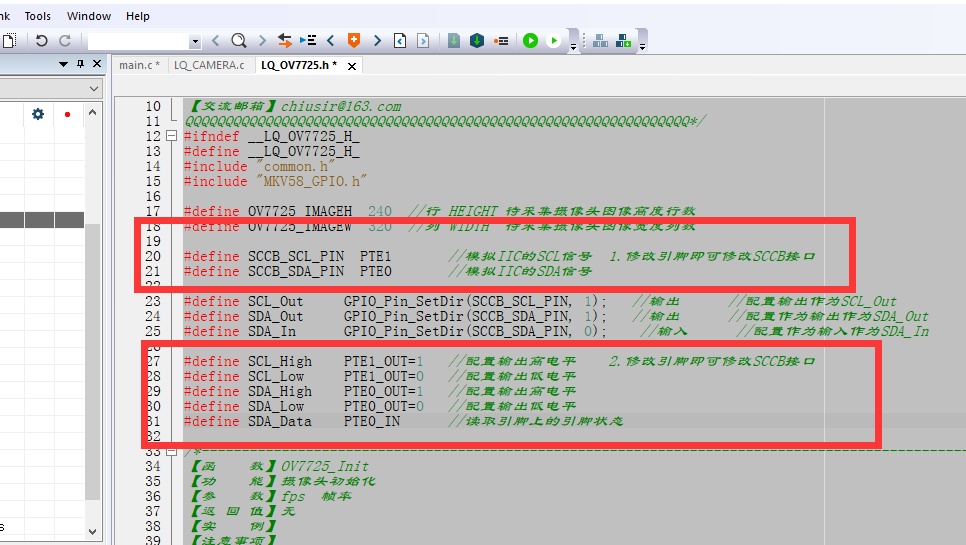 nk Tools Window Help
main.c * LQ_CAMERA.c LQ_OV7725.h *
10 【交流邮箱】chiusir@163.com
11 QQQQQQQQQQQQQQQQQQQQQQQQQQQQQQQQQQQQQQQQQQQQQQQQQQQQQQQQQQQQQQQ*/
12 #ifndef __LQ_OV7725_H_
13 #define __LQ_OV7725_H_
14 #include "common.h"
15 #include "MKV58_GPIO.h"
16
17 #define OV7725_IMAGEH 240 //行 HEIGHT 待采集摄像头图像高度行数
18 #define OV7725_IMAGEW 320 //列 WIDTH 待采集摄像头图像宽度列数
19
20 #define SCCB_SCL_PIN PTE1 //模拟IIC的SCL信号 1.修改引脚即可修改SCCB接口
21 #define SCCB_SDA_PIN PTE0 //模拟IIC的SDA信号
22
23 #define SCL_Out GPIO_Pin_SetDir(SCCB_SCL_PIN, 1); //输出 //配置输出作为SCL_Out
24 #define SDA_Out GPIO_Pin_SetDir(SCCB_SDA_PIN, 1); //输出 //配置作为输出作为SDA_Out
25 #define SDA_In GPIO_Pin_SetDir(SCCB_SDA_PIN, 0); //输入 //配置作为输入作为SDA_In
26
27 #define SCL_High PTE1_OUT=1 //配置输出高电平 2.修改引脚即可修改SCCB接口
28 #define SCL_Low PTE1_OUT=0 //配置输出低电平
29 #define SDA_High PTE0_OUT=1 //配置输出高电平
30 #define SDA_Low PTE0_OUT=0 //配置输出低电平
31 #define SDA_Data PTE0_IN //读取引脚上的引脚状态
32
33 /*------------------------------------------------------------
34 【函 数】OV7725_Init
35 【功 能】摄像头初始化
36 【参 数】fps 帧率
37 【返 回 值】无
38 【实 例】
39 【注意事项】
s